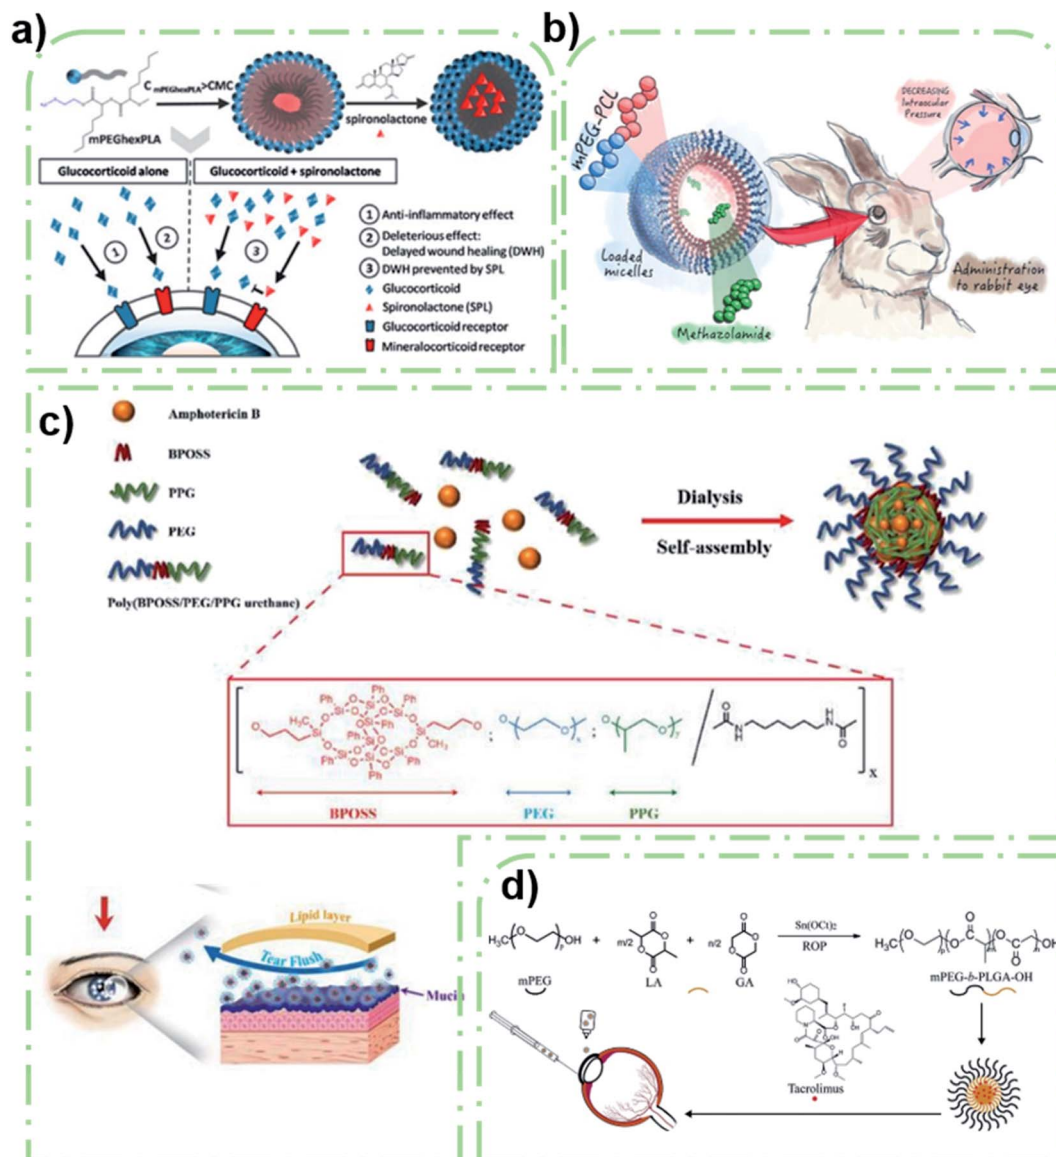 a)
C mPEGhexPLA>CMC
mPEGhexPLA
spironolactone
Glucocorticoid alone
Glucocorticoid + spironolactone
1
2
3
1 Anti-inflammatory effect
2 Deleterious effect:
Delayed wound healing (DWH)
3 DWH prevented by SPL
Glucocorticoid
Spironolactone (SPL)
Glucocorticoid receptor
Mineralocorticoid receptor
b)
mPEG-PCL
Loaded
micelles
Methazolamide
DECREASING
Intraocular
Pressure
Administration
to rabbit eye
c)
Amphotericin B
BPOSS
PPG
PEG
Poly(BPOSS/PEG/PPG urethane)
Dialysis
Self-assembly
BPOSS
PEG
PPG
x
Lipid layer
Tear Flush
Mucin
d)
mPEG
LA
GA
Sn(OCt)₂
ROP
mPEG-b-PLGA-OH
Tacrolimus